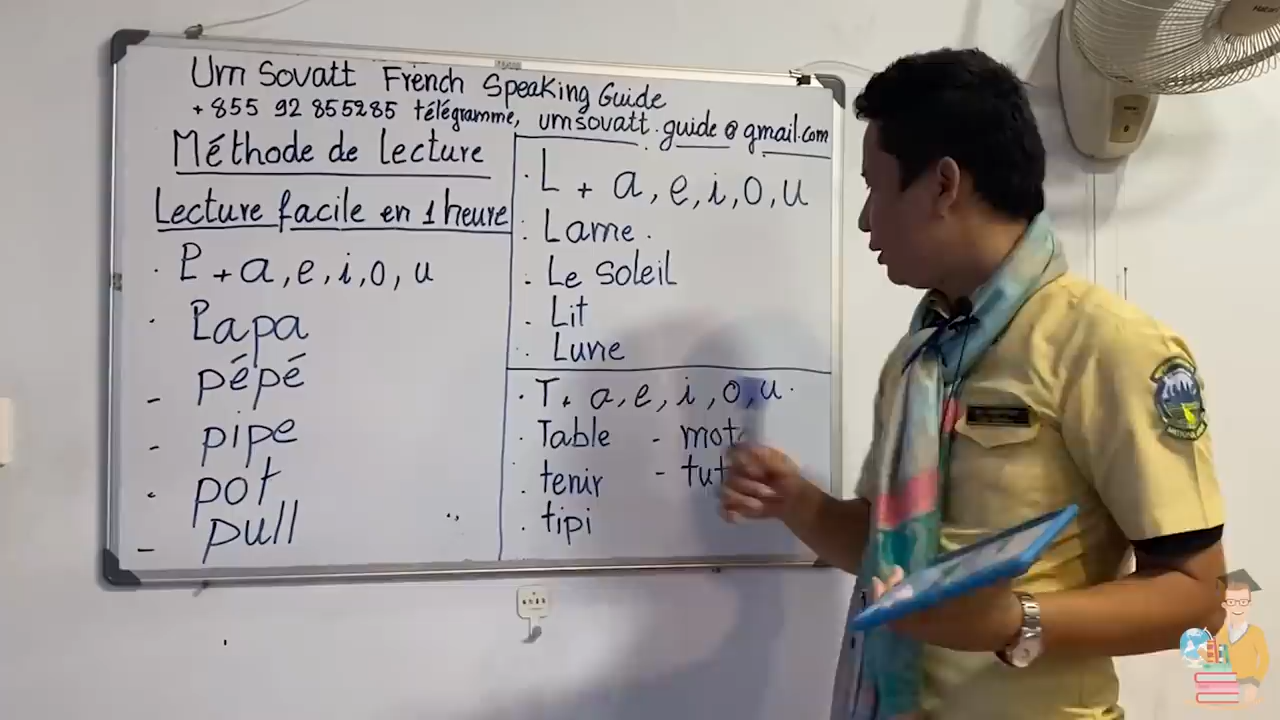 Um Sovatt French Speaking Guide
+855 92 855285 télégramme, umsovatt.guide@gmail.com
Méthode de lecture
Lecture facile en 1 heure
. P + a, e, i, o, u
. Papa
- pépé
- pipe
. pot
- pull
. L + a, e, i, o, u
. Lame.
. Le soleil
. Lit
. Lune
. T + a, e, i, o, u.
. Table
. tenir
. tipi